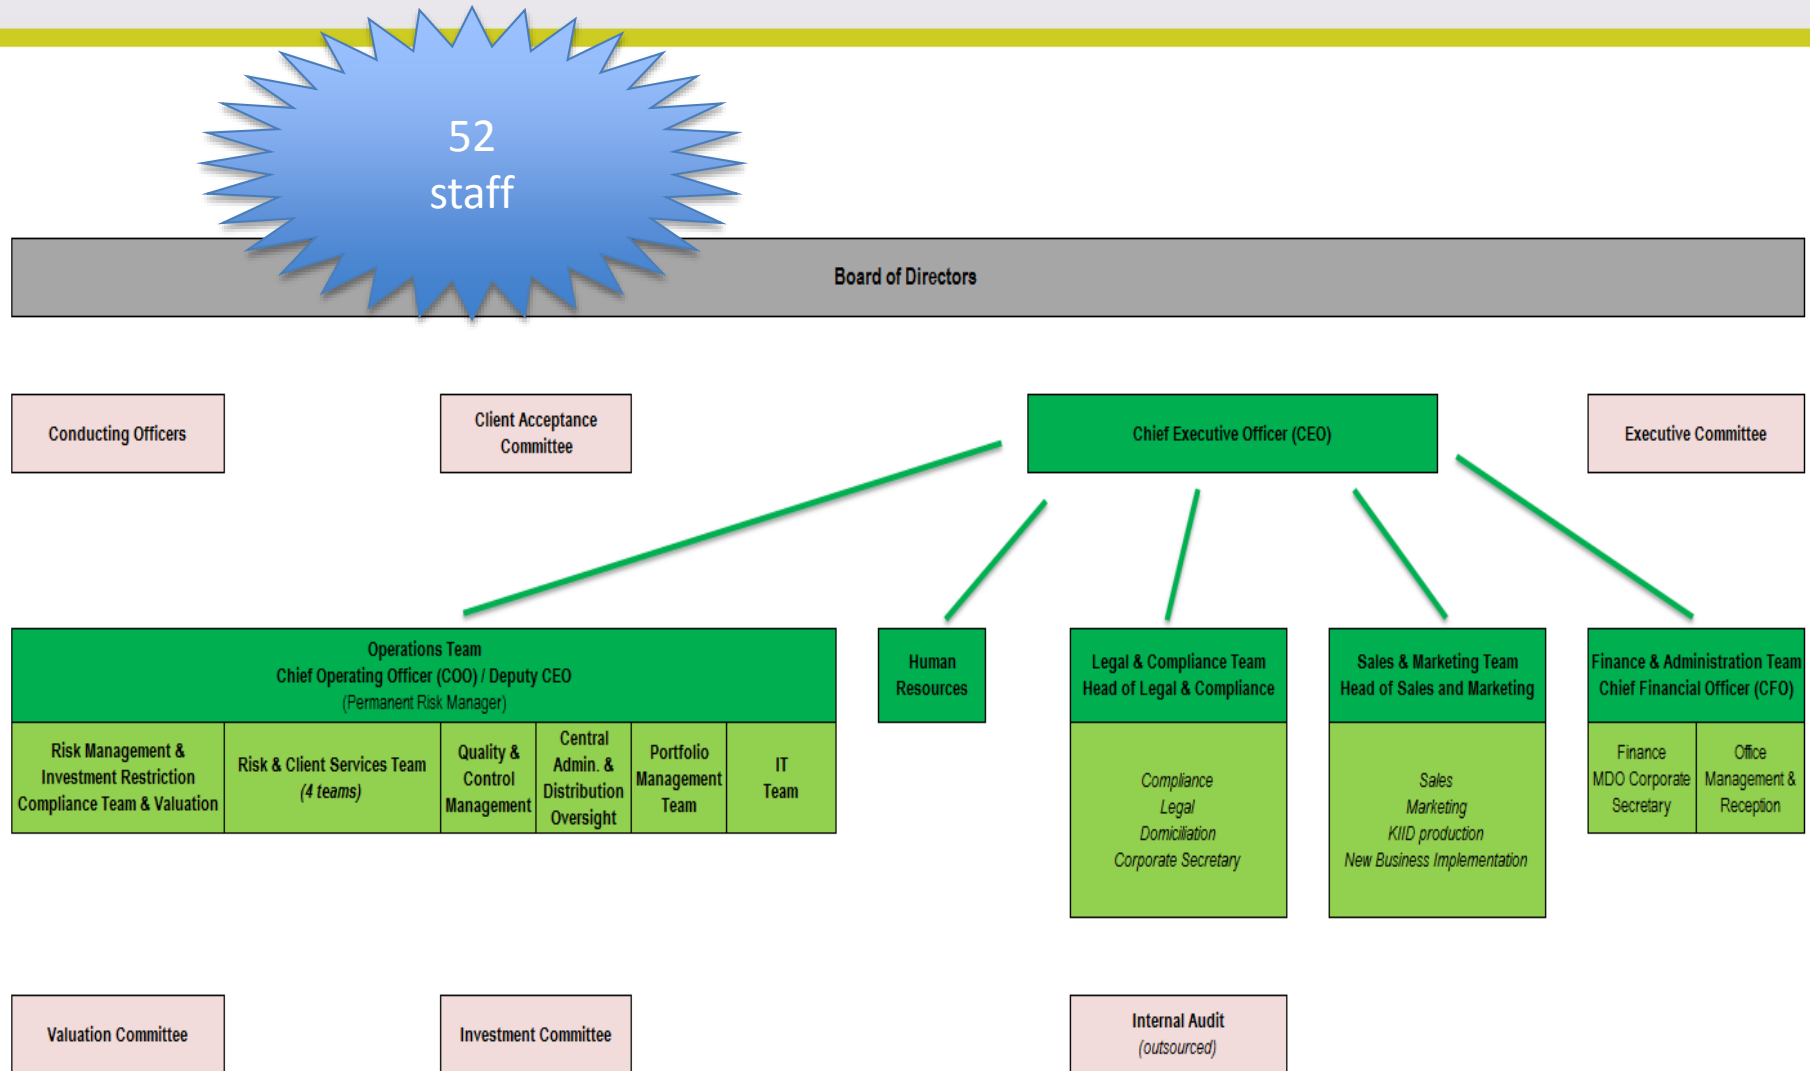 52
staff
Board of Directors
Conducting Officers
Client Acceptance
Committee
Chief Executive Officer (CEO)
Executive Committee
Operations Team
Chief Operating Officer (COO) / Deputy CEO
(Permanent Risk Manager)
Risk Management &
Investment Restriction
Compliance Team & Valuation
Risk & Client Services Team
(4 teams)
Quality &
Control
Management
Central
Admin. &
Distribution
Oversight
Portfolio
Management
Team
IT
Team
Human
Resources
Legal & Compliance Team
Head of Legal & Compliance
Compliance
Legal
Domiciliation
Corporate Secretary
Sales & Marketing Team
Head of Sales and Marketing
Sales
Marketing
KIID production
New Business Implementation
Finance & Administration Team
Chief Financial Officer (CFO)
Finance
MDO Corporate
Secretary
Office
Management &
Reception
Valuation Committee
Investment Committee
Internal Audit
(outsourced)